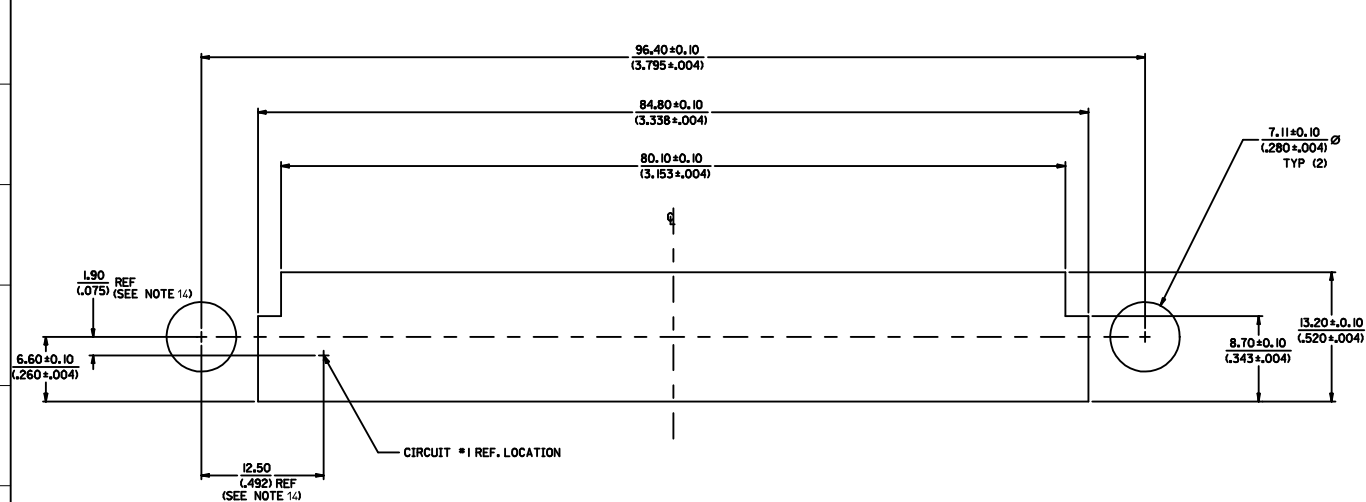 96.40±0.10
(3.795±.004)
84.80±0.10
(3.338±.004)
7.11±0.10 Ø
(.280±.004)
TYP (2)
80.10±0.10
(3.153±.004)
℄
1.90 REF
(.075) (SEE NOTE 14)
13.20±0.10
(.520±.004)
8.70±0.10
(.343±.004)
6.60±0.10
(.260±.004)
CIRCUIT #1 REF. LOCATION
12.50
(.492) REF
(SEE NOTE 14)